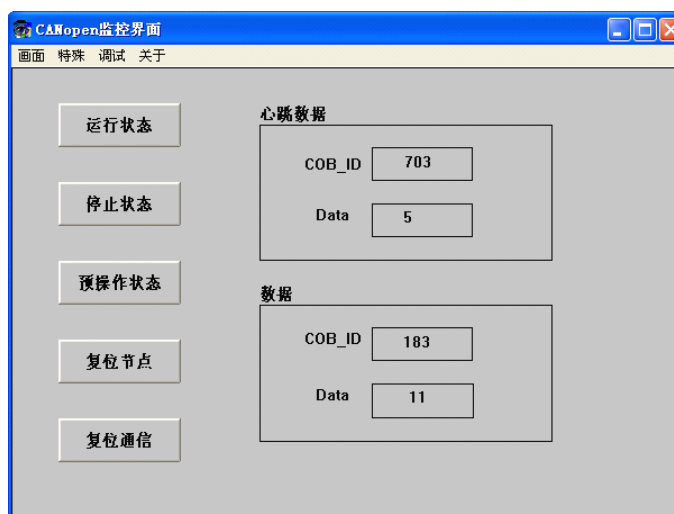 CANopen监控界面
画面 特殊 调试 关于
运行状态
停止状态
预操作状态
复位节点
复位通信
心跳数据
COB_ID 703
Data 5
数据
COB_ID 183
Data 11